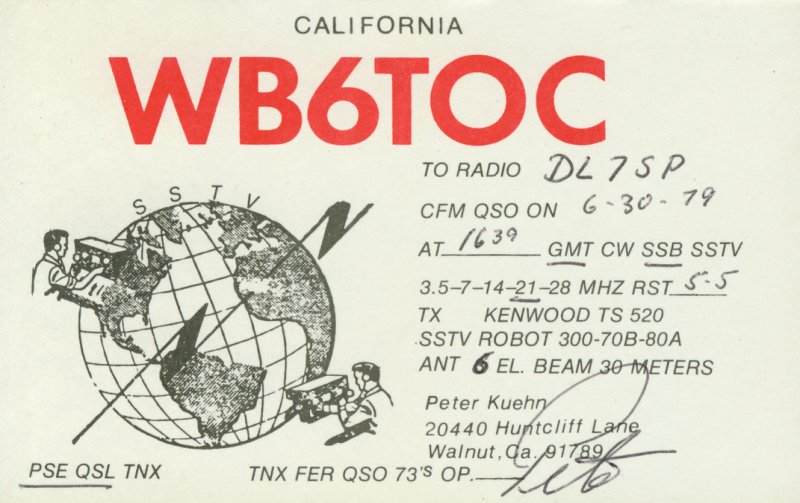 CALIFORNIA
WB6TOC
SSTV
TO RADIO DL7SP
CFM QSO ON 6-30-79
AT 1639 GMT CW SSB SSTV
3.5-7-14-21-28 MHZ RST 5-5
TX KENWOOD TS 520
SSTV ROBOT 300-70B-80A
ANT 6 EL. BEAM 30 METERS
Peter Kuehn
20440 Huntcliff Lane
Walnut, Ca. 91789
PSE QSL TNX
TNX FER QSO 73'S OP. Pete